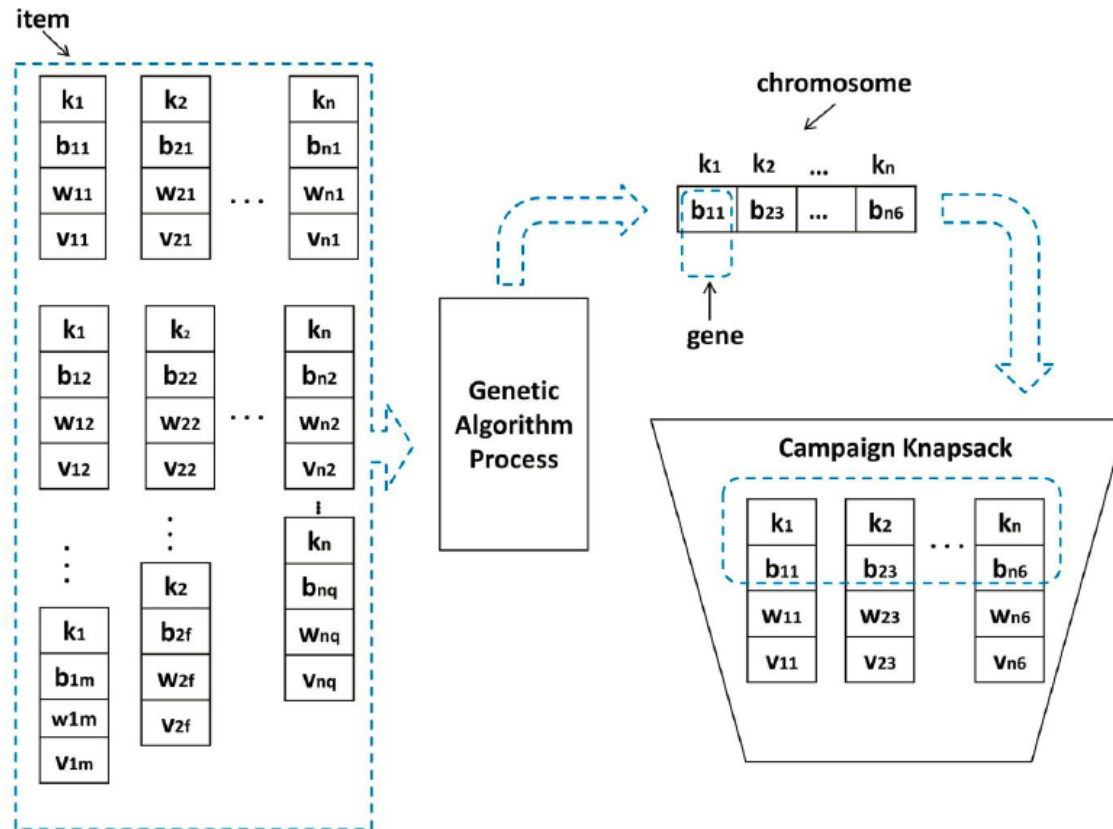 item
k1 k2 kn
b11 b21 bn1
w11 w21 ... wn1
v11 v21 vn1
k1 k2 kn
b12 b22 bn2
w12 w22 ... wn2
v12 v22 vn2
k1
b1m
w1m
v1m
k2
b2f
w2f
v2f
kn
bnq
wnq
vnq
Genetic
Algorithm
Process
chromosome
k1 k2 ... kn
b11 b23 ... bn6
gene
Campaign Knapsack
k1 k2 kn
b11 b23 ... bn6
w11 w23 wn6
v11 v23 vn6